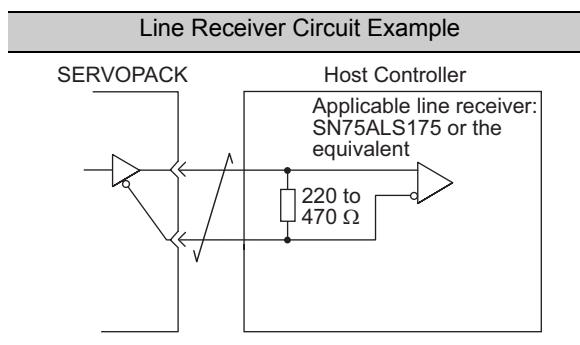 Line Receiver Circuit Example
SERVOPACK
Host Controller
Applicable line receiver:
SN75ALS175 or the
equivalent
220 to
470 Ω